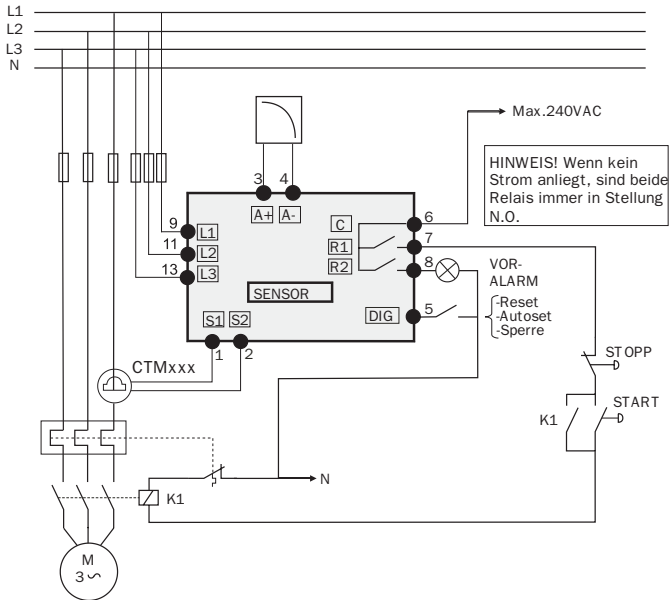 L1
L2
L3
N
Max.240VAC
HINWEIS! Wenn kein
Strom anliegt, sind beide
Relais immer in Stellung
N.O.
3 4
A+ A-
9 L1
11 L2
13 L3
C 6
R1 7
R2 8
VOR-
ALARM
SENSOR
DIG 5
-Reset
-Autoset
-Sperre
S1 S2
1 2
CTMxxx
STOPP
K1
START
N
K1
M
3∿